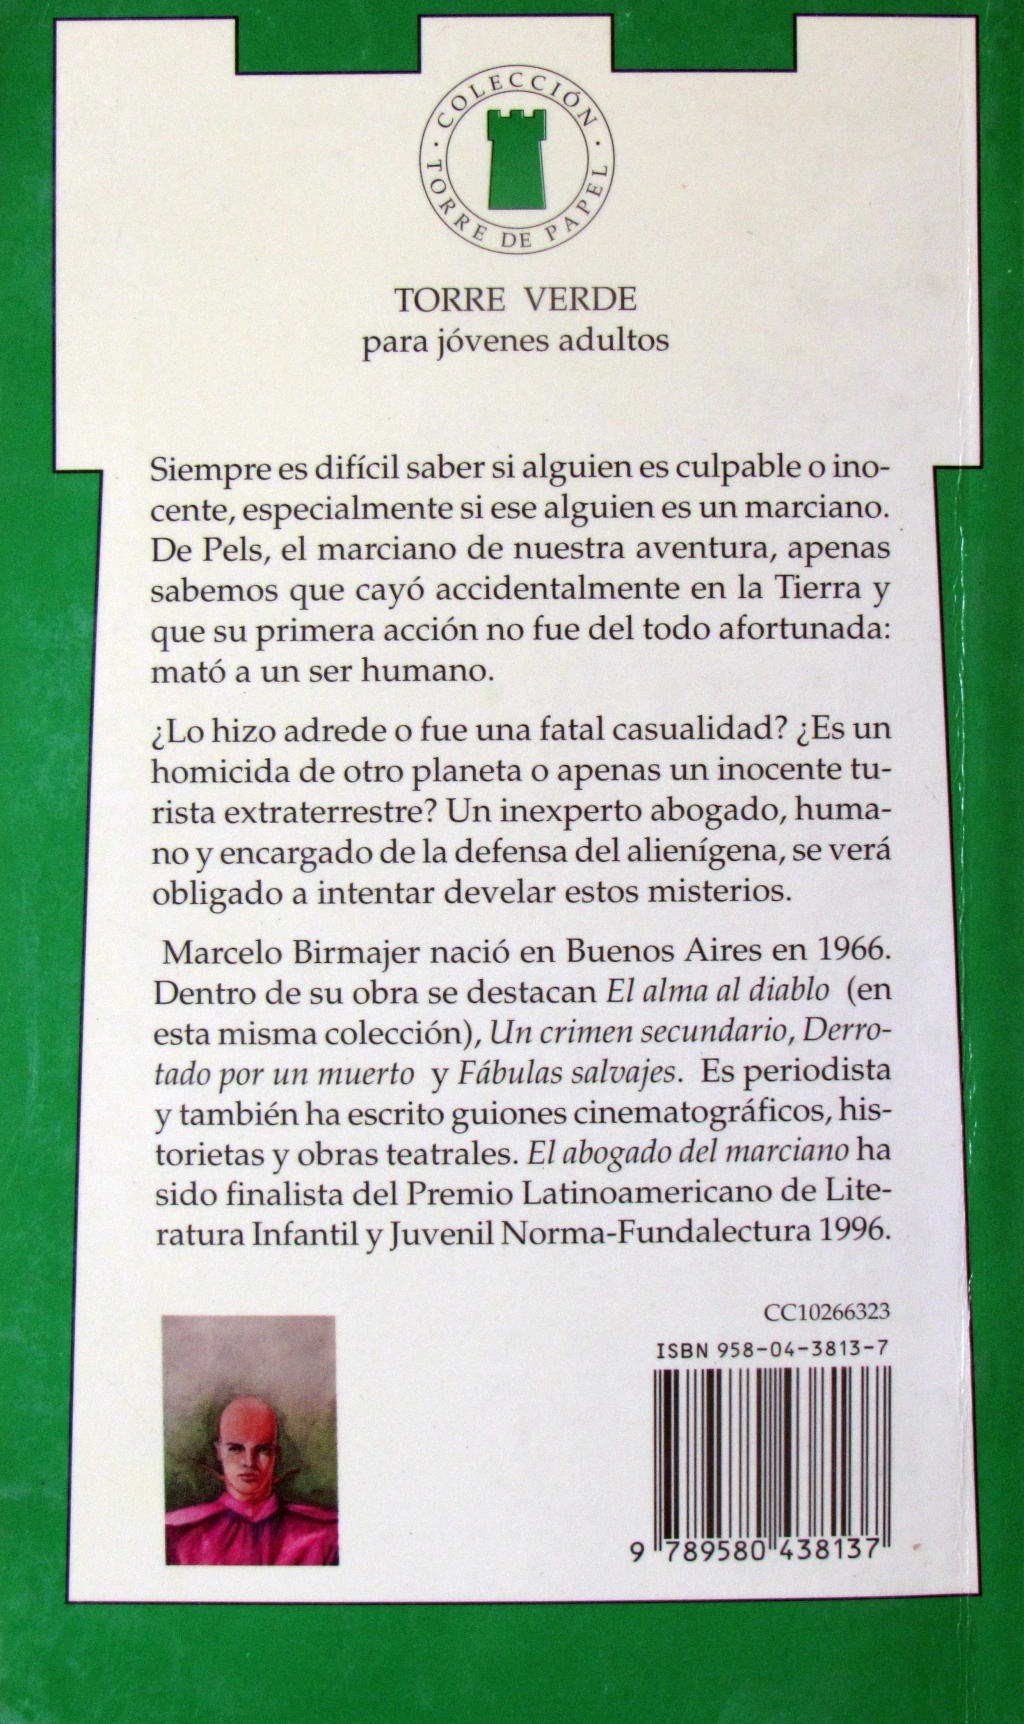 COLECCIÓN
TORRE DE PAPEL
TORRE VERDE
para jóvenes adultos
Siempre es difícil saber si alguien es culpable o ino-
cente, especialmente si ese alguien es un marciano.
De Pels, el marciano de nuestra aventura, apenas
sabemos que cayó accidentalmente en la Tierra y
que su primera acción no fue del todo afortunada:
mató a un ser humano.
¿Lo hizo adrede o fue una fatal casualidad? ¿Es un
homicida de otro planeta o apenas un inocente tu-
rista extraterrestre? Un inexperto abogado, huma-
no y encargado de la defensa del alienígena, se verá
obligado a intentar develar estos misterios.
Marcelo Birmajer nació en Buenos Aires en 1966.
Dentro de su obra se destacan El alma al diablo (en
esta misma colección), Un crimen secundario, Derro-
tado por un muerto y Fábulas salvajes. Es periodista
y también ha escrito guiones cinematográficos, his-
torietas y obras teatrales. El abogado del marciano ha
sido finalista del Premio Latinoamericano de Lite-
ratura Infantil y Juvenil Norma-Fundalectura 1996.
CC10266323
ISBN 958-04-3813-7
9 789580 438137